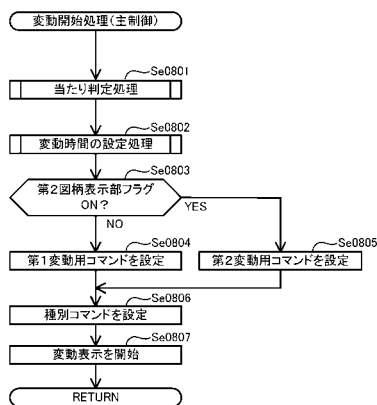 変動開始処理(主制御)
Se0801
当たり判定処理
Se0802
変動時間の設定処理
Se0803
第2図柄表示部フラグ
ON?
YES
NO
Se0804
第1変動用コマンドを設定
Se0805
第2変動用コマンドを設定
Se0806
種別コマンドを設定
Se0807
変動表示を開始
RETURN